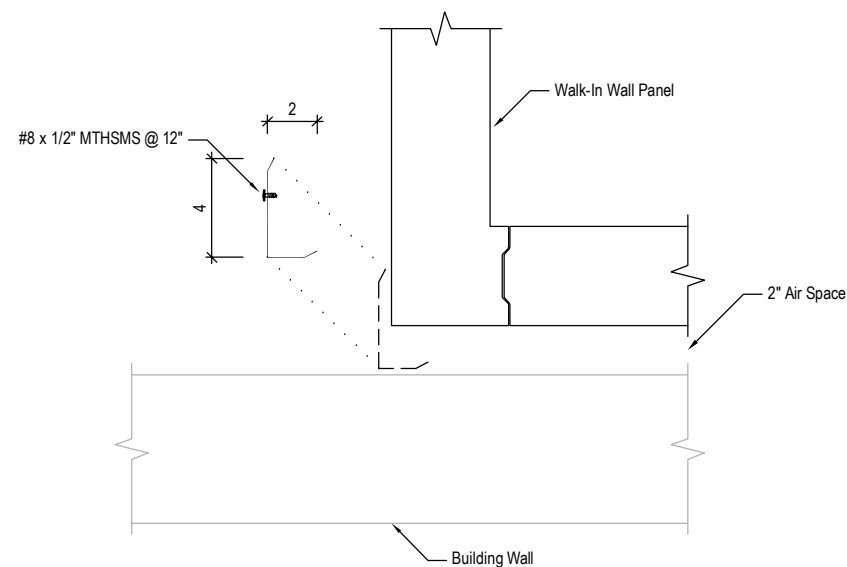 Walk-In Wall Panel
2
#8 x 1/2" MTHSMS @ 12"
4
2" Air Space
Building Wall